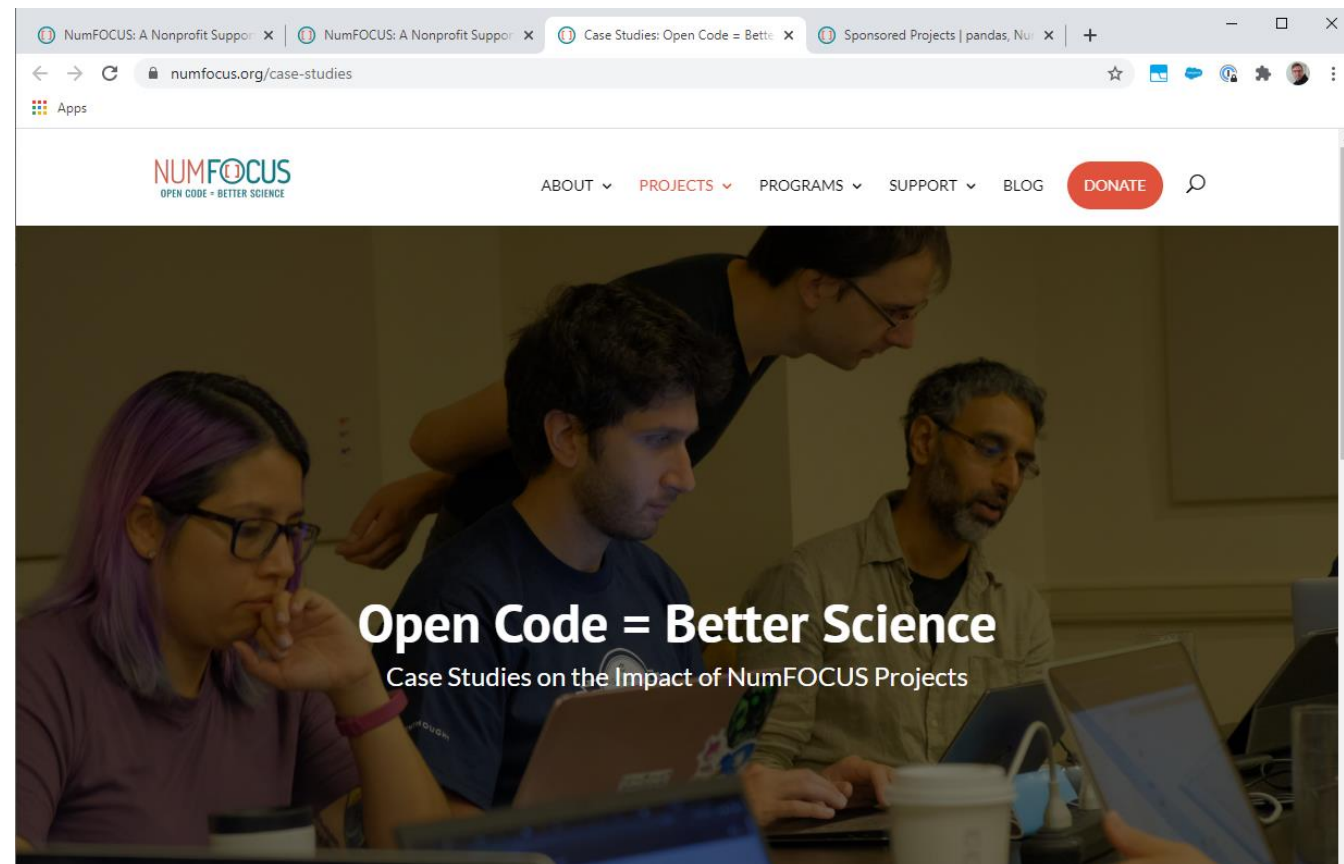 NumFOCUS: A Nonprofit Suppor
NumFOCUS: A Nonprofit Suppor
Case Studies: Open Code = Bette
Sponsored Projects | pandas, Nu
numfocus.org/case-studies
Apps
NUMFOCUS
OPEN CODE = BETTER SCIENCE
ABOUT
PROJECTS
PROGRAMS
SUPPORT
BLOG
DONATE
Open Code = Better Science
Case Studies on the Impact of NumFOCUS Projects